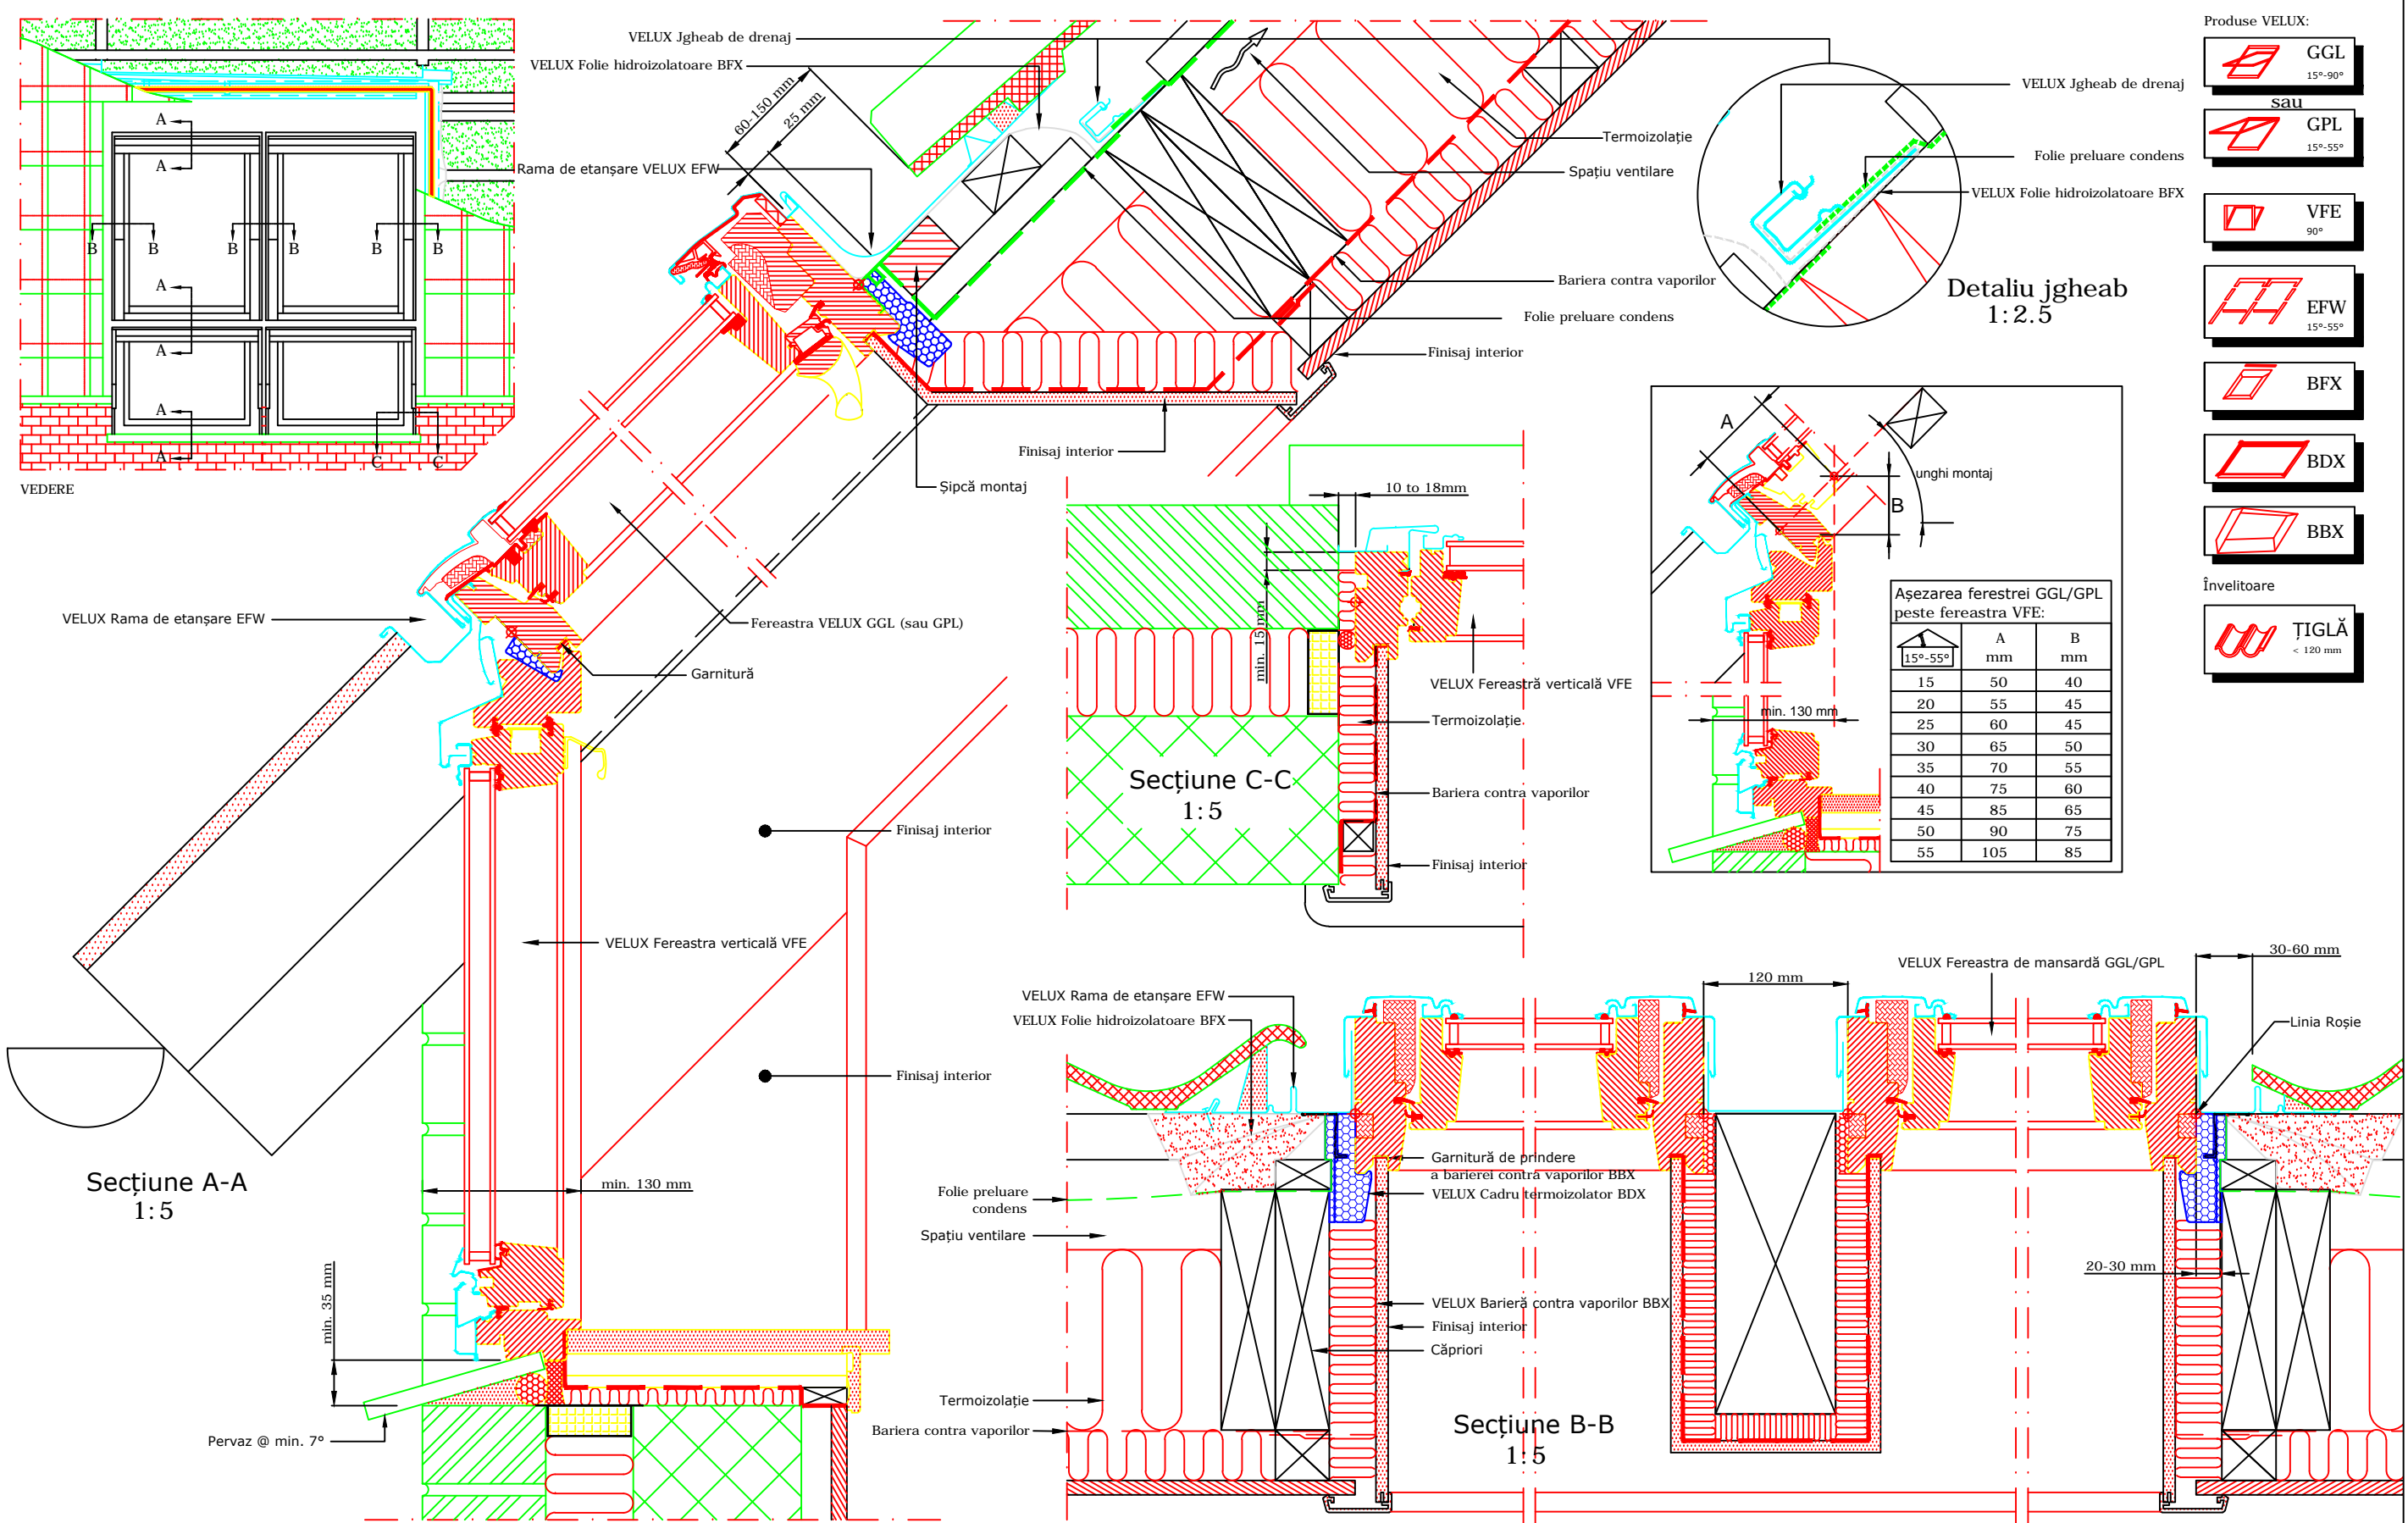 VELUX Jgheab de drenaj
VELUX Folie hidroizolatoare BFX
60-150 mm
25 mm
Rama de etanșare VELUX EFW
A
A
B
B
B
B
B
B
A
A
A
A
C
C
VEDERE
Termoizolație
Spațiu ventilare
Bariera contra vaporilor
Folie preluare condens
Finisaj interior
Finisaj interior
Șipcă montaj
VELUX Jgheab de drenaj
Folie preluare condens
VELUX Folie hidroizolatoare BFX
Detaliu jgheab
1:2.5
Produse VELUX:
GGL
15°-90°
sau
GPL
15°-55°
VFE
90°
EFW
15°-55°
BFX
BDX
BBX
Învelitoare
ȚIGLĂ
< 120 mm
VELUX Rama de etanșare EFW
Fereastra VELUX GGL (sau GPL)
Garnitură
Finisaj interior
VELUX Fereastra verticală VFE
Finisaj interior
min. 130 mm
min. 35 mm
Pervaz @ min. 7°
Secțiune A-A
1:5
10 to 18mm
min. 15 mm
VELUX Fereastră verticală VFE
Termoizolație
Secțiune C-C
1:5
Bariera contra vaporilor
Finisaj interior
A
unghi montaj
B
min. 130 mm
Așezarea ferestrei GGL/GPL
peste fereastra VFE:
15°-55° A mm B mm
15 50 40
20 55 45
25 60 45
30 65 50
35 70 55
40 75 60
45 85 65
50 90 75
55 105 85
VELUX Rama de etanșare EFW
VELUX Folie hidroizolatoare BFX
120 mm
VELUX Fereastra de mansardă GGL/GPL
30-60 mm
Linia Roșie
Garnitură de prindere
a barierei contra vaporilor BBX
VELUX Cadru termoizolator BDX
Folie preluare
condens
Spațiu ventilare
20-30 mm
VELUX Barieră contra vaporilor BBX
Finisaj interior
Căpriori
Termoizolație
Bariera contra vaporilor
Secțiune B-B
1:5